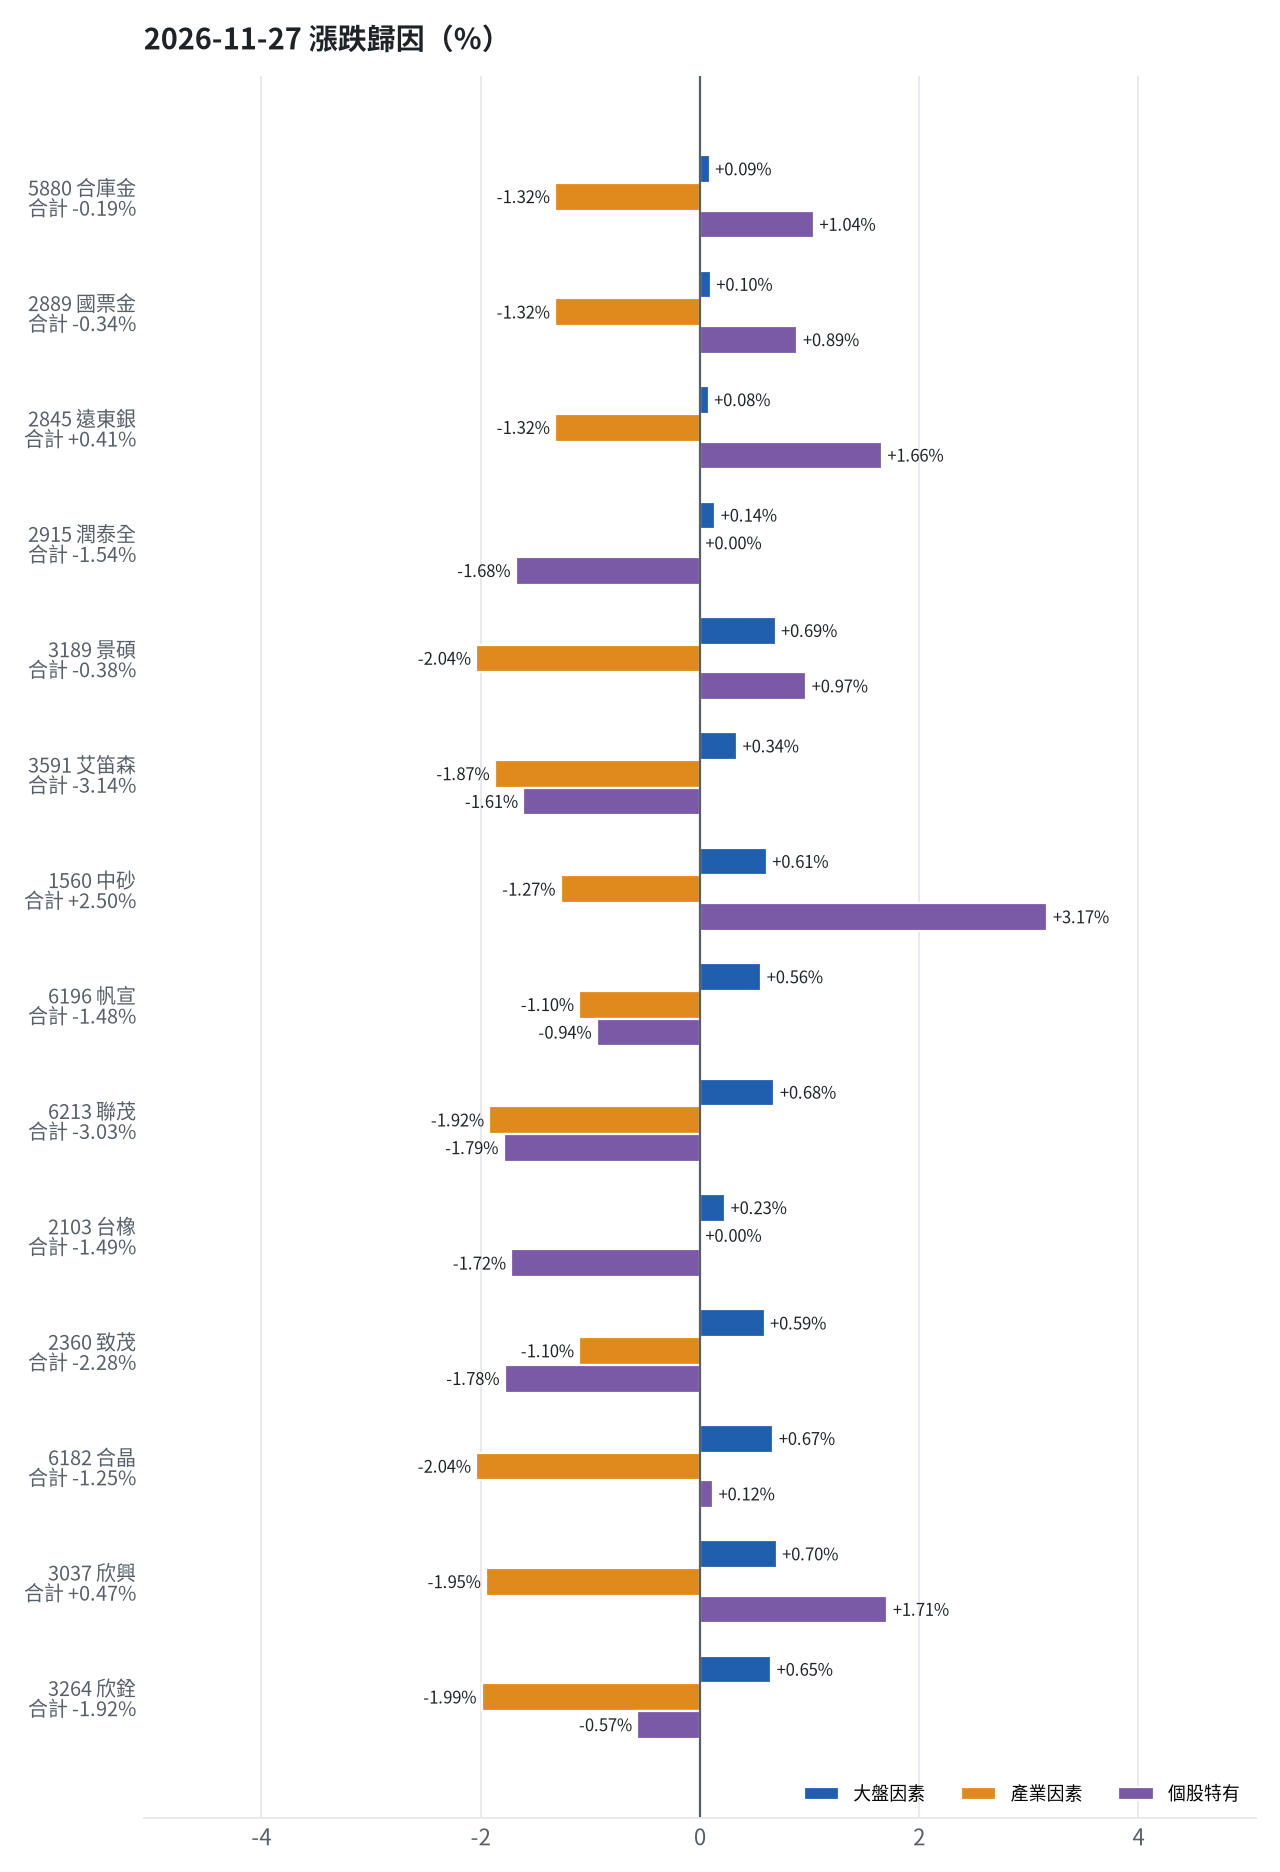 2026-11-27 漲跌歸因（%）
5880 合庫金
合計 -0.19%
+0.09%
-1.32%
+1.04%
2889 國票金
合計 -0.34%
+0.10%
-1.32%
+0.89%
2845 遠東銀
合計 +0.41%
+0.08%
-1.32%
+1.66%
2915 潤泰全
合計 -1.54%
+0.14%
+0.00%
-1.68%
3189 景碩
合計 -0.38%
+0.69%
-2.04%
+0.97%
3591 艾笛森
合計 -3.14%
+0.34%
-1.87%
-1.61%
1560 中砂
合計 +2.50%
+0.61%
-1.27%
+3.17%
6196 帆宣
合計 -1.48%
+0.56%
-1.10%
-0.94%
6213 聯茂
合計 -3.03%
+0.68%
-1.92%
-1.79%
2103 台橡
合計 -1.49%
+0.23%
+0.00%
-1.72%
2360 致茂
合計 -2.28%
+0.59%
-1.10%
-1.78%
6182 合晶
合計 -1.25%
+0.67%
-2.04%
+0.12%
3037 欣興
合計 +0.47%
+0.70%
-1.95%
+1.71%
3264 欣銓
合計 -1.92%
+0.65%
-1.99%
-0.57%
大盤因素 產業因素 個股特有
-4 -2 0 2 4